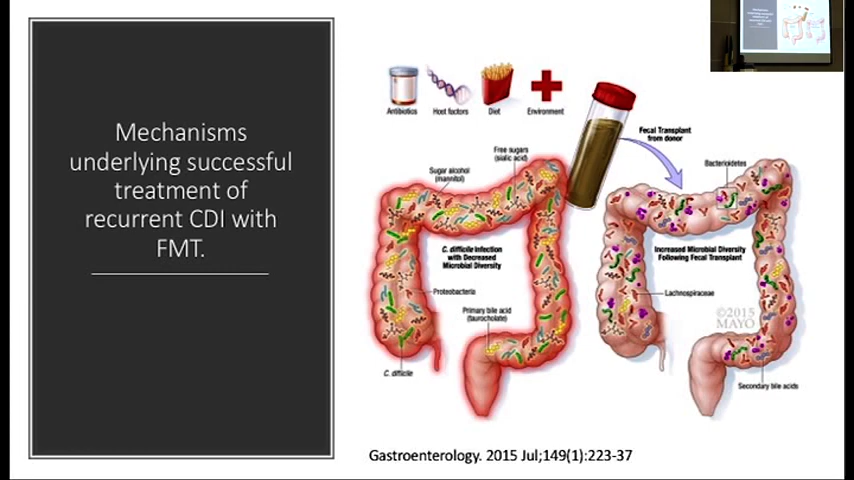 Mechanisms
underlying successful
treatment of
recurrent CDI with
FMT.
Antibiotics
Host factors
Diet
Environment
Fecal Transplant
from donor
Free sugars
(sialic acid)
Sugar alcohol
(mannitol)
Bacteroidetes
C. difficile Infection
with Decreased
Microbial Diversity
Increased Microbial Diversity
Following Fecal Transplant
Proteobacteria
Lachnospiraceae
Primary bile acid
(taurocholate)
©2015
MAYO
C. difficile
Secondary bile acids
Gastroenterology. 2015 Jul;149(1):223-37